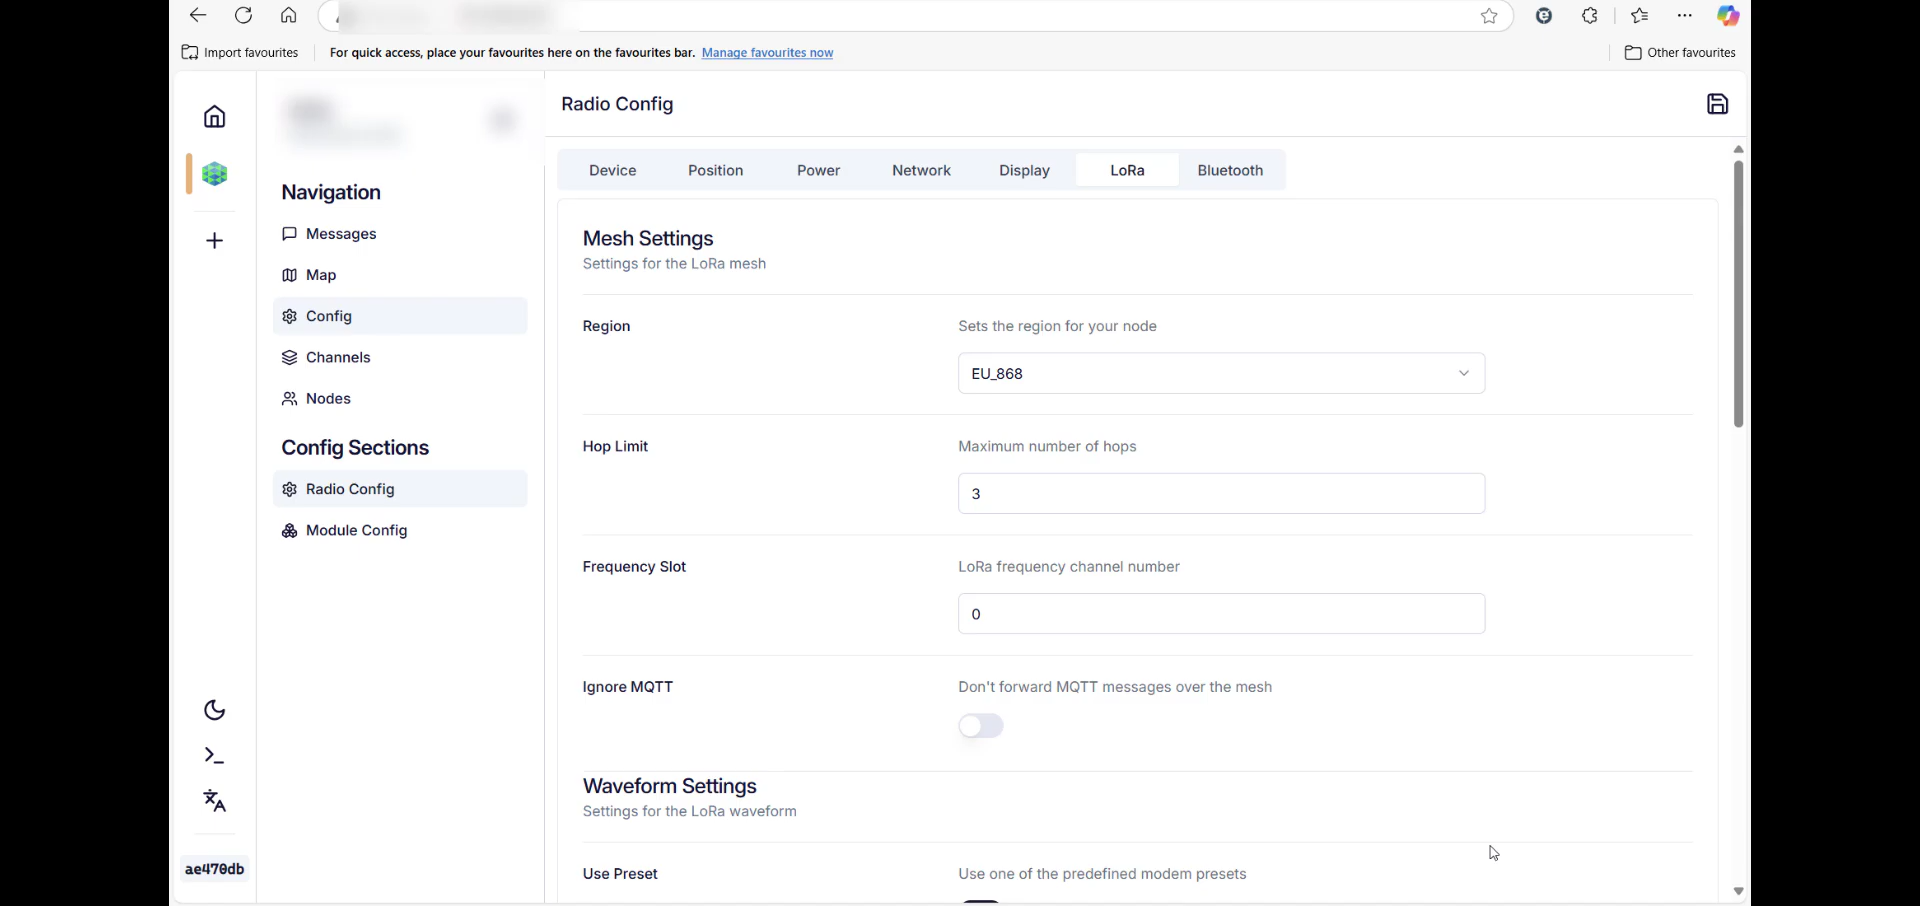 Import favourites
For quick access, place your favourites here on the favourites bar. Manage favourites now
Other favourites
Radio Config
Device
Position
Power
Network
Display
LoRa
Bluetooth
Navigation
Messages
Map
Config
Channels
Nodes
Config Sections
Radio Config
Module Config
ae470db
Mesh Settings
Settings for the LoRa mesh
Region
Sets the region for your node
EU_868
Hop Limit
Maximum number of hops
3
Frequency Slot
LoRa frequency channel number
0
Ignore MQTT
Don't forward MQTT messages over the mesh
Waveform Settings
Settings for the LoRa waveform
Use Preset
Use one of the predefined modem presets